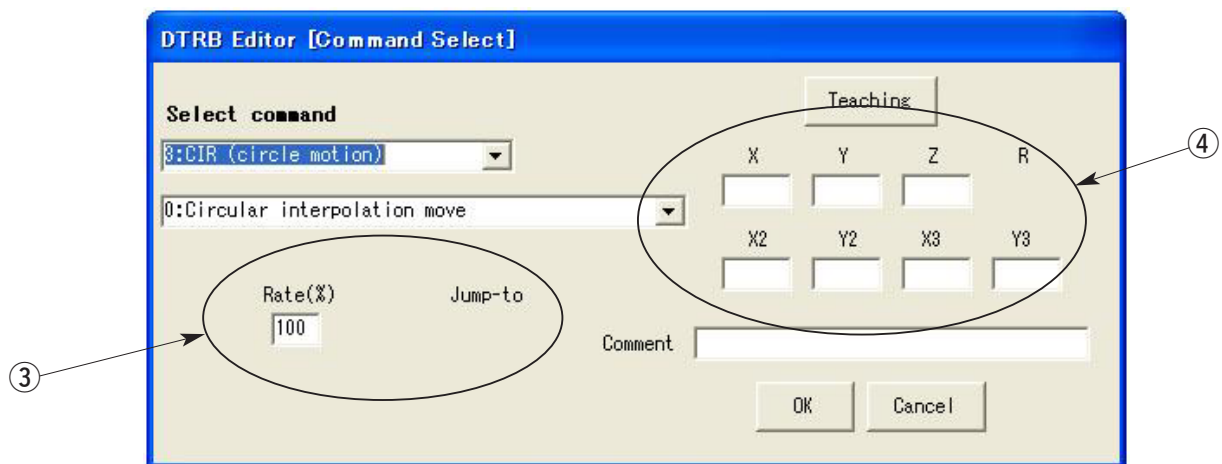 DTRB Editor [Command Select]
Select command
Teaching
8:CIR (circle motion)
X Y Z R
④
0:Circular interpolation move
X2 Y2 X3 Y3
Rate(%) Jump-to
100
Comment
③
OK Cancel